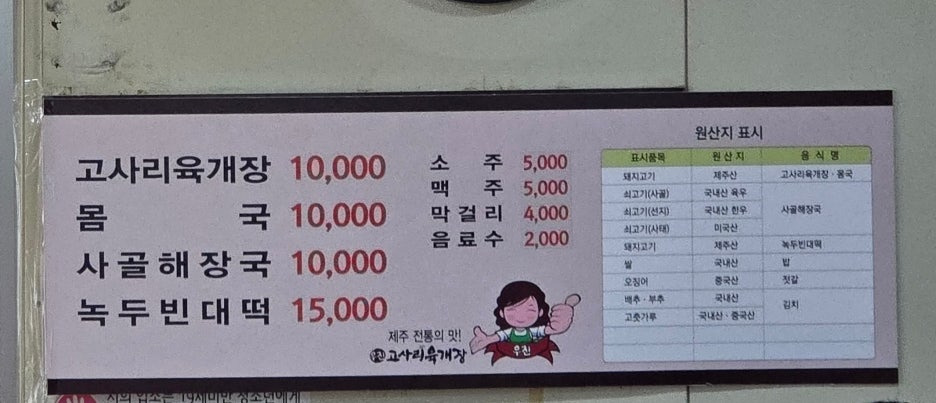 고사리육개장 10,000
몸 국 10,000
사골해장국 10,000
녹두빈대떡 15,000
소 주 5,000
맥 주 5,000
막걸리 4,000
음료수 2,000
제주 전통의 맛!
고사리육개장
우진
원산지 표시
표시품목 원산지 음식명
돼지고기 제주산 고사리육개장·몸국
쇠고기(사골) 국내산 육우
쇠고기(선지) 국내산 한우 사골해장국
쇠고기(사태) 미국산
돼지고기 제주산 녹두빈대떡
쌀 국내산 밥
오징어 중국산 젓갈
배추·부추 국내산 김치
고춧가루 국내산·중국산